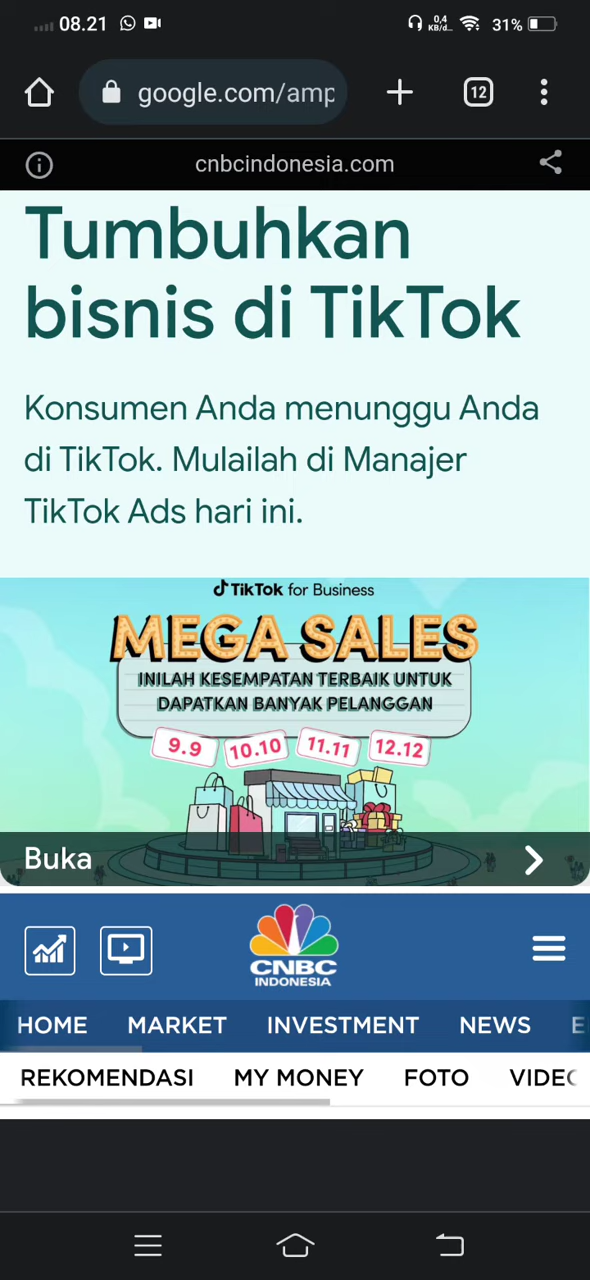 08.21
0,4
KB/d...
31%
google.com/amp
12
cnbcindonesia.com
Tumbuhkan
bisnis di TikTok
Konsumen Anda menunggu Anda
di TikTok. Mulailah di Manajer
TikTok Ads hari ini.
TikTok for Business
MEGA SALES
INILAH KESEMPATAN TERBAIK UNTUK
DAPATKAN BANYAK PELANGGAN
9.9 10.10 11.11 12.12
Buka
CNBC
INDONESIA
HOME MARKET INVESTMENT NEWS E
REKOMENDASI MY MONEY FOTO VIDEO